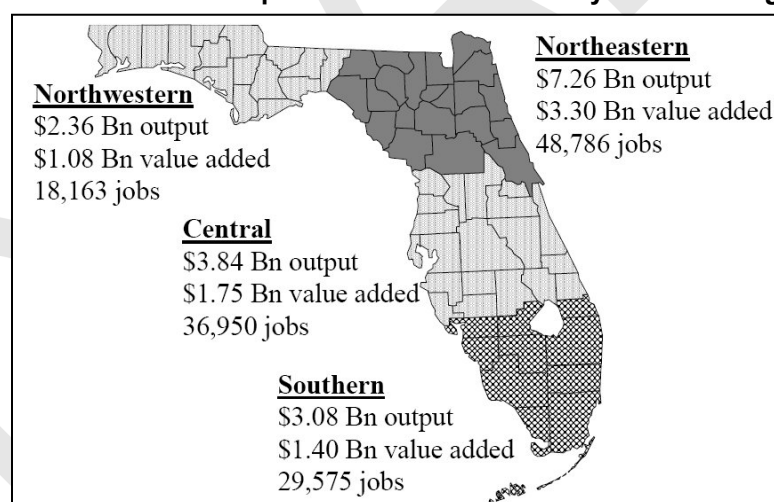 Northeastern
$7.26 Bn output
$3.30 Bn value added
48,786 jobs
Northwestern
$2.36 Bn output
$1.08 Bn value added
18,163 jobs
Central
$3.84 Bn output
$1.75 Bn value added
36,950 jobs
Southern
$3.08 Bn output
$1.40 Bn value added
29,575 jobs